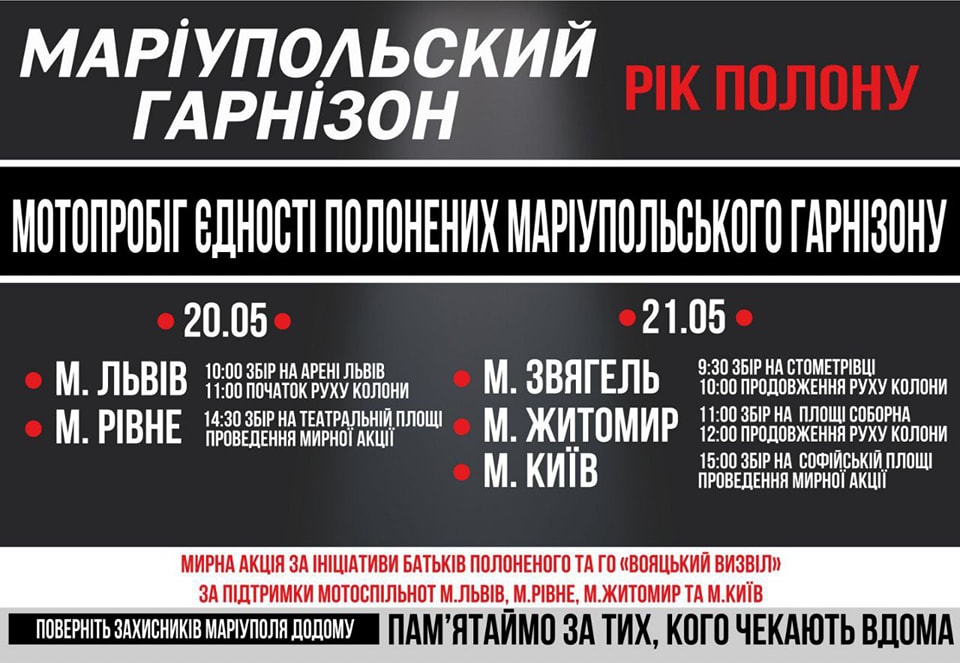 МАРІУПОЛЬСКИЙ
ГАРНІЗОН
РІК ПОЛОНУ
МОТОПРОБІГ ЄДНОСТІ ПОЛОНЕНИХ МАРІУПОЛЬСЬКОГО ГАРНІЗОНУ
20.05
М. ЛЬВІВ
10:00 ЗБІР НА АРЕНІ ЛЬВІВ
11:00 ПОЧАТОК РУХУ КОЛОНИ
М. РІВНЕ
14:30 ЗБІР НА ТЕАТРАЛЬНІЙ ПЛОЩІ
ПРОВЕДЕННЯ МИРНОЇ АКЦІЇ
21.05
М. ЗВЯГЕЛЬ
9:30 ЗБІР НА СТОМЕТРІВЦІ
10:00 ПРОДОВЖЕННЯ РУХУ КОЛОНИ
М. ЖИТОМИР
11:00 ЗБІР НА ПЛОЩІ СОБОРНА
12:00 ПРОДОВЖЕННЯ РУХУ КОЛОНИ
М. КИЇВ
15:00 ЗБІР НА СОФІЙСЬКІЙ ПЛОЩІ
ПРОВЕДЕННЯ МИРНОЇ АКЦІЇ
МИРНА АКЦІЯ ЗА ІНІЦІАТИВИ БАТЬКІВ ПОЛОНЕНОГО ТА ГО «ВОЯЦЬКИЙ ВИЗВІЛ»
ЗА ПІДТРИМКИ МОТОСПІЛЬНОТ М.ЛЬВІВ, М.РІВНЕ, М.ЖИТОМИР ТА М.КИЇВ
ПОВЕРНІТЬ ЗАХИСНИКІВ МАРІУПОЛЯ ДОДОМУ
ПАМ'ЯТАЙМО ЗА ТИХ, КОГО ЧЕКАЮТЬ ВДОМА